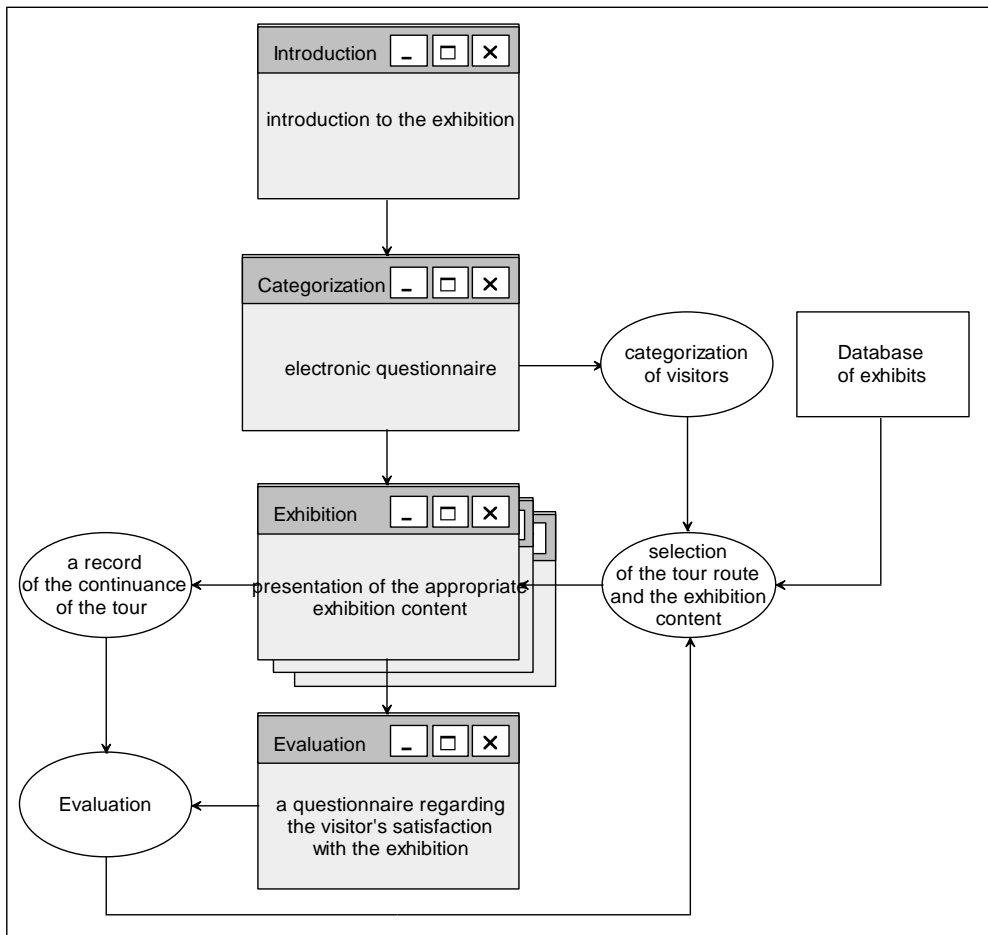 Introduction
introduction to the exhibition
Categorization
electronic questionnaire
categorization
of visitors
Database
of exhibits
Exhibition
presentation of the appropriate
exhibition content
selection
of the tour route
and the exhibition
content
a record
of the continuance
of the tour
Evaluation
a questionnaire regarding
the visitor's satisfaction
with the exhibition
Evaluation